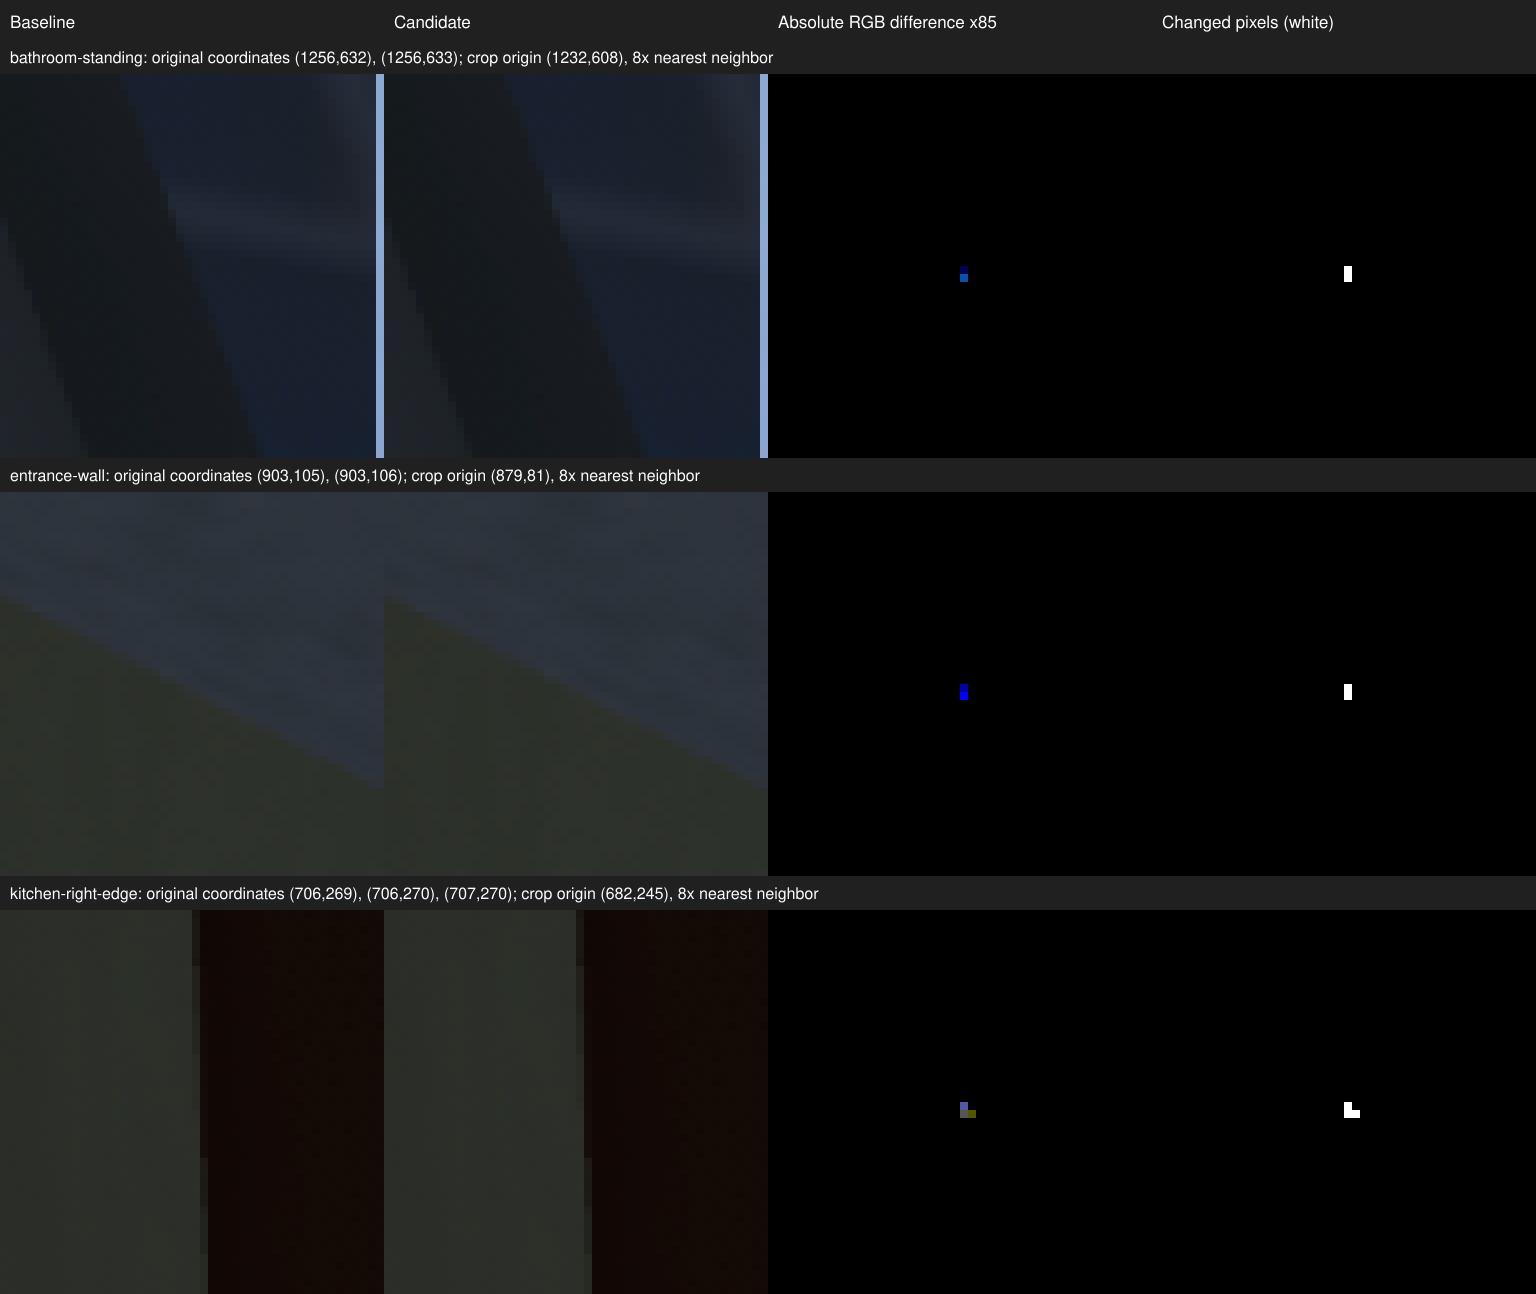 Baseline Candidate Absolute RGB difference x85 Changed pixels (white)
bathroom-standing: original coordinates (1256,632), (1256,633); crop origin (1232,608), 8x nearest neighbor
entrance-wall: original coordinates (903,105), (903,106); crop origin (879,81), 8x nearest neighbor
kitchen-right-edge: original coordinates (706,269), (706,270), (707,270); crop origin (682,245), 8x nearest neighbor